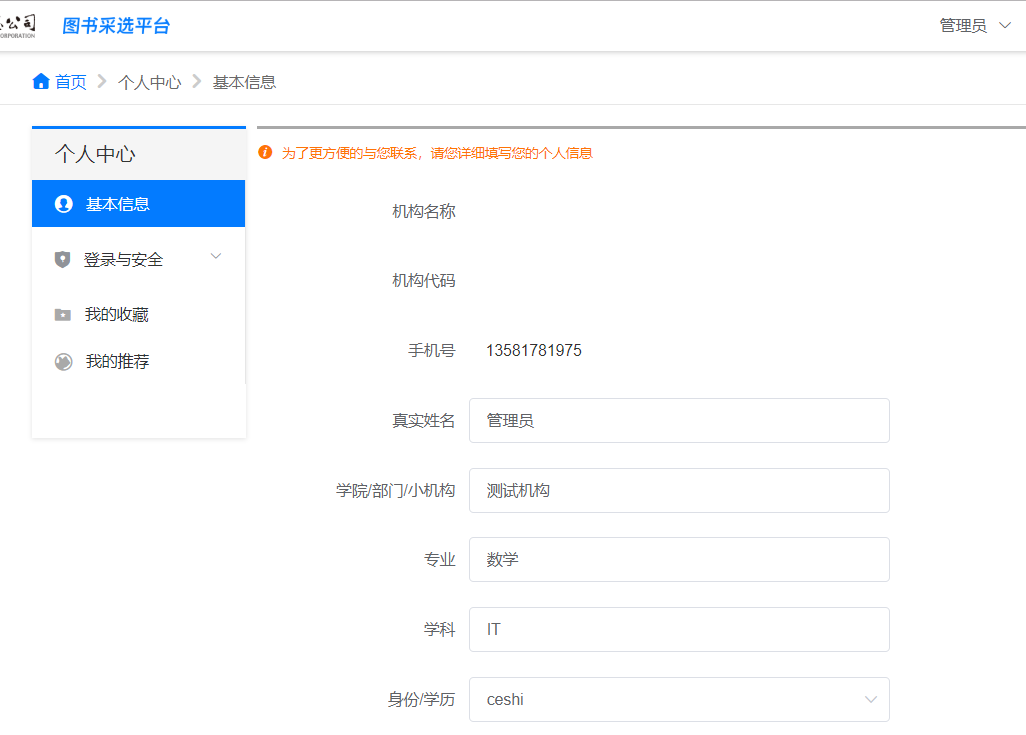 公司 图书采选平台 管理员
ORPORATION
首页 个人中心 基本信息
个人中心
基本信息
登录与安全
我的收藏
我的推荐
为了更方便的与您联系，请您详细填写您的个人信息
机构名称
机构代码
手机号 13581781975
真实姓名 管理员
学院/部门/小机构 测试机构
专业 数学
学科 IT
身份/学历 ceshi